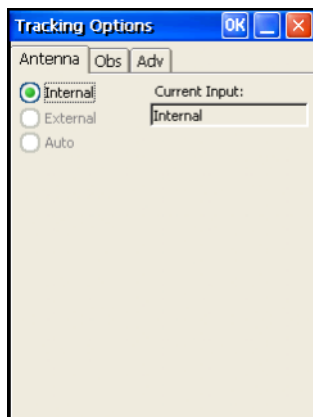 Tracking Options OK
Antenna Obs Adv
Internal Current Input:
External Internal
Auto